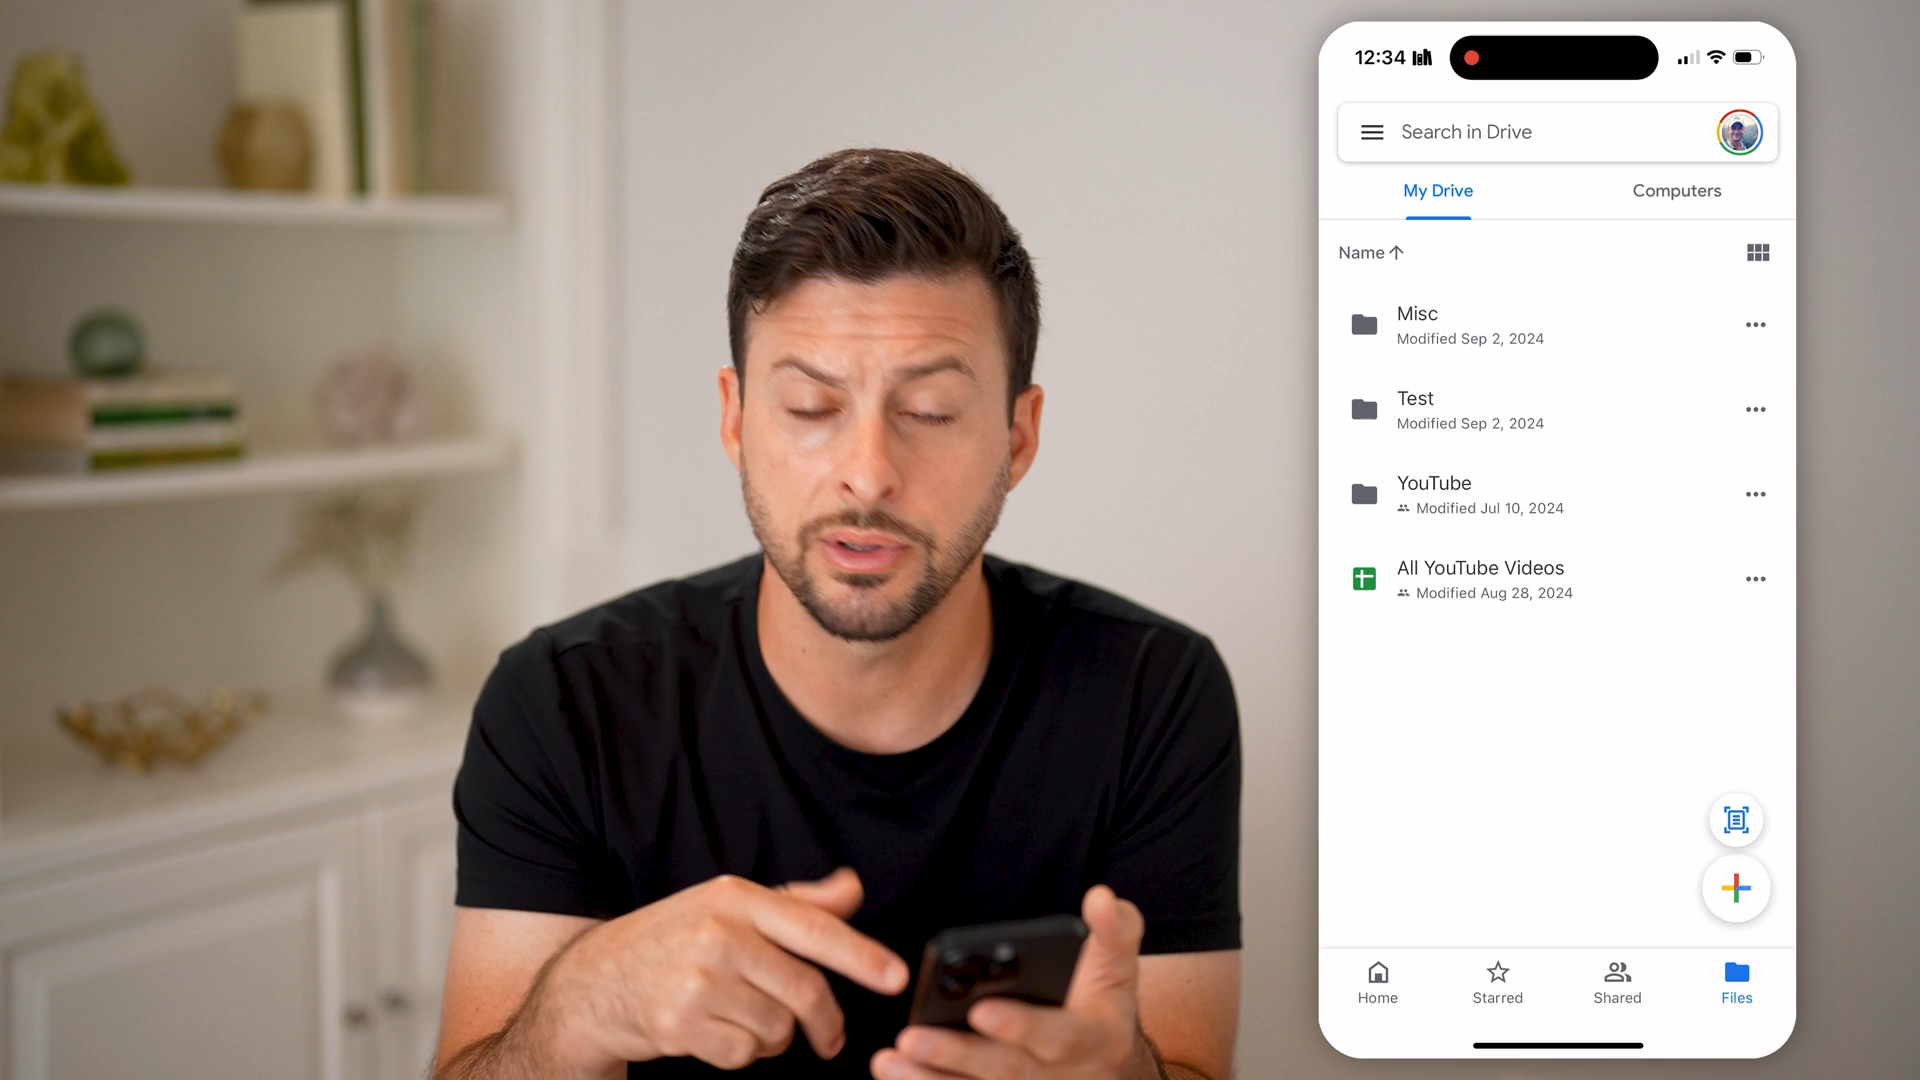 12:34
Search in Drive
My Drive Computers
Name
Misc
Modified Sep 2, 2024
Test
Modified Sep 2, 2024
YouTube
Modified Jul 10, 2024
All YouTube Videos
Modified Aug 28, 2024
Home Starred Shared Files